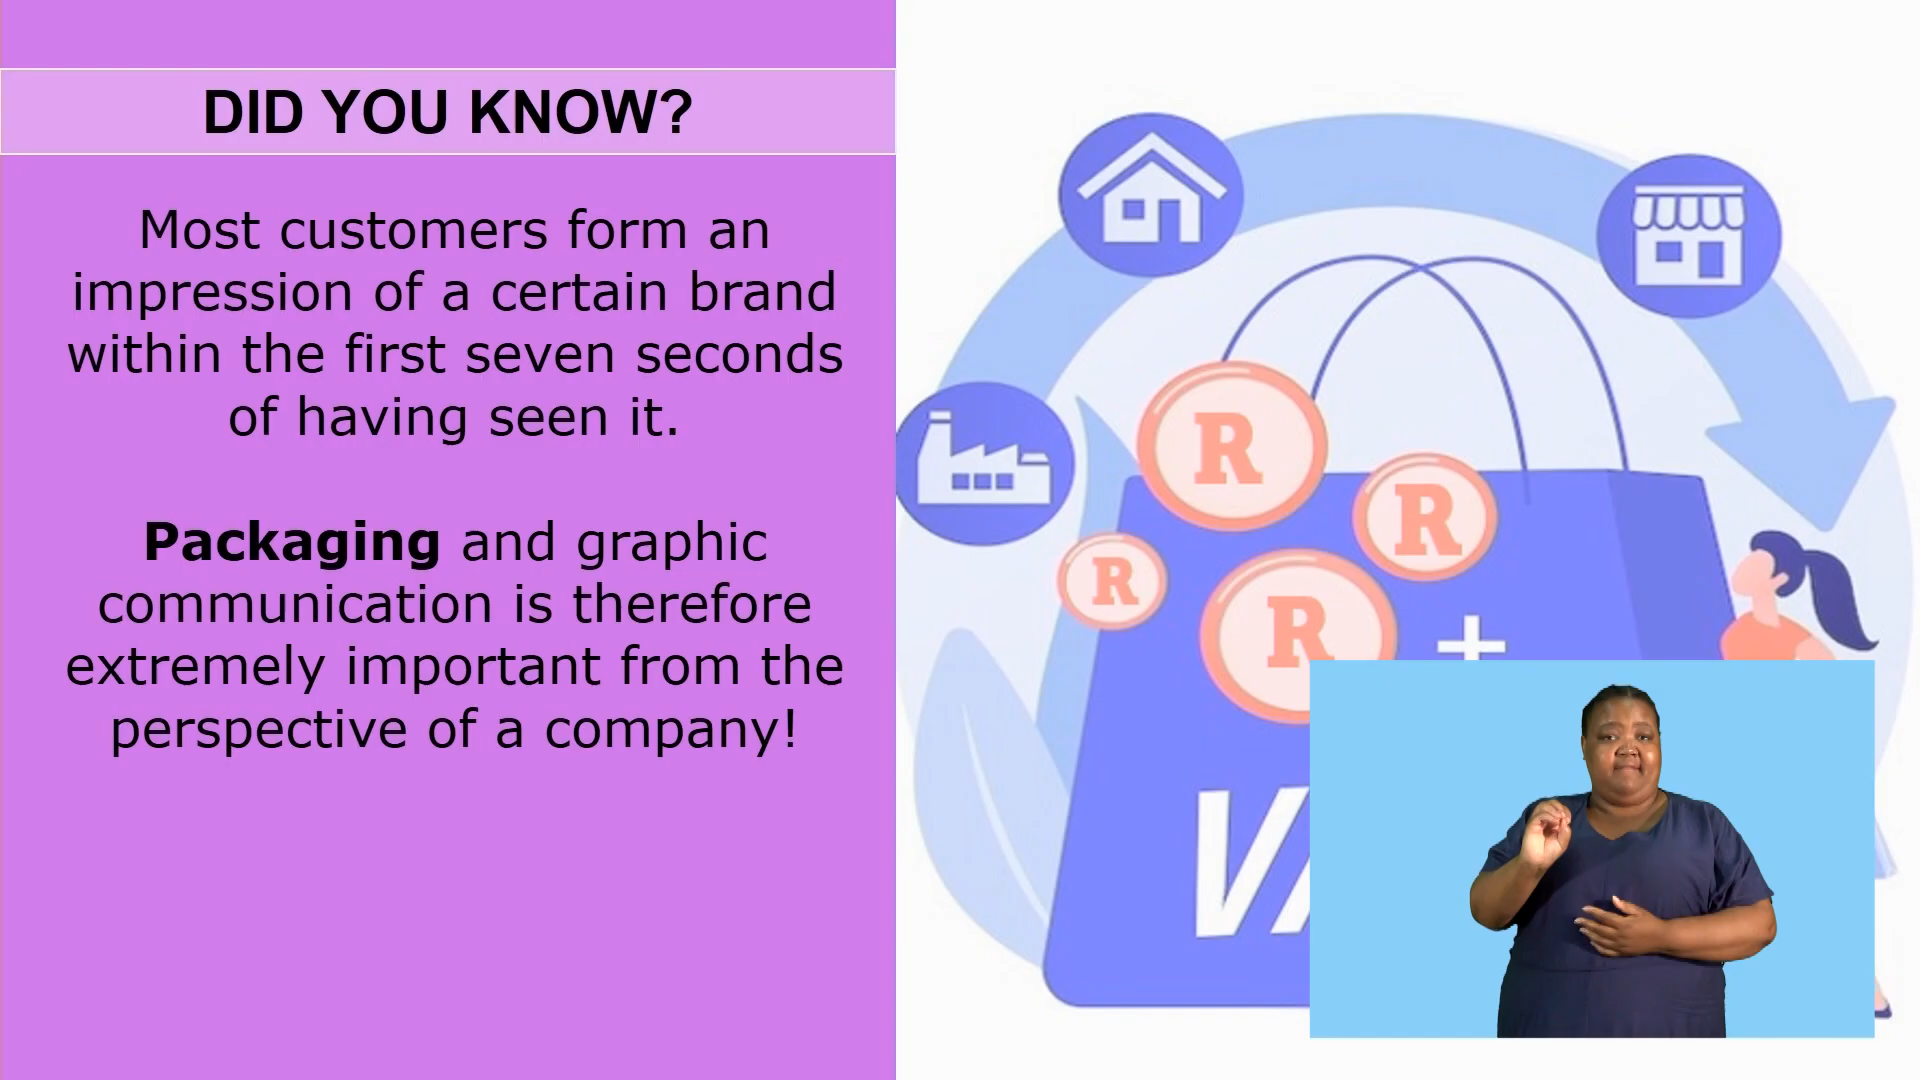 DID YOU KNOW?
Most customers form an
impression of a certain brand
within the first seven seconds
of having seen it.
Packaging and graphic
communication is therefore
extremely important from the
perspective of a company!
R
R
R
R
+